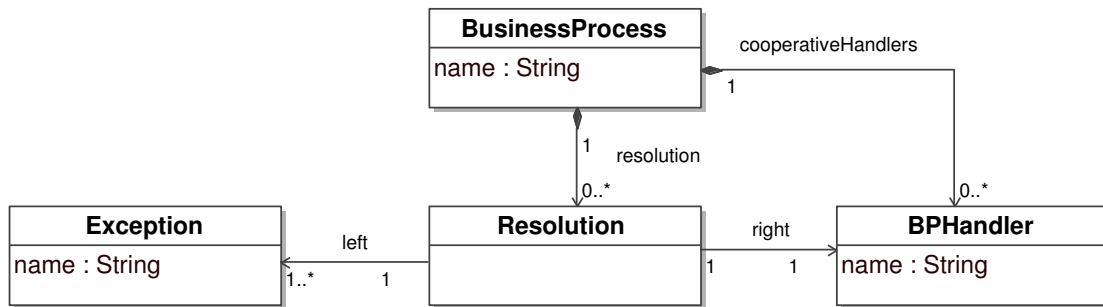 BusinessProcess
name : String
cooperativeHandlers
1
1
resolution
0..*
0..*
Exception
name : String
left
1..*
1
Resolution
right
1
1
BPHandler
name : String